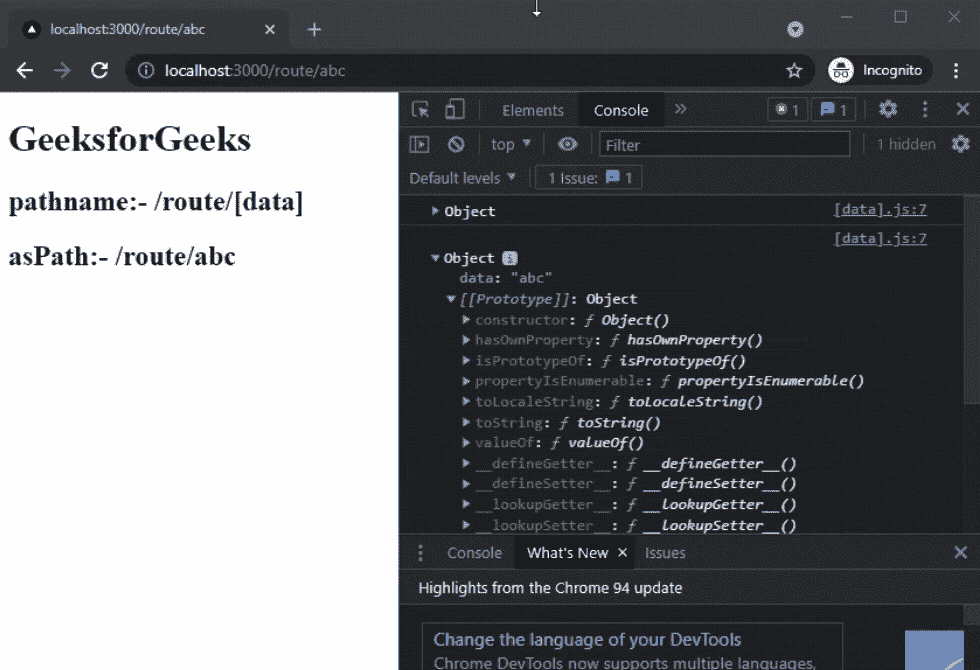 localhost:3000/route/abc
localhost:3000/route/abc
Incognito
GeeksforGeeks
pathname:- /route/[data]
asPath:- /route/abc
Elements Console » 1 1
top ▼ Filter 1 hidden
Default levels ▼ 1 Issue: 1
▶ Object [data].js:7
[data].js:7
▼ Object i
data: "abc"
▼ [[Prototype]]: Object
▶ constructor: ƒ Object()
▶ hasOwnProperty: ƒ hasOwnProperty()
▶ isPrototypeOf: ƒ isPrototypeOf()
▶ propertyIsEnumerable: ƒ propertyIsEnumerable()
▶ toLocaleString: ƒ toLocaleString()
▶ toString: ƒ toString()
▶ valueOf: ƒ valueOf()
▶ __defineGetter__: ƒ __defineGetter__()
▶ __defineSetter__: ƒ __defineSetter__()
▶ __lookupGetter__: ƒ __lookupGetter__()
▶ __lookupSetter__: ƒ __lookupSetter__()
Console What's New × Issues
Highlights from the Chrome 94 update
Change the language of your DevTools
Chrome DevTools now supports multiple languages,